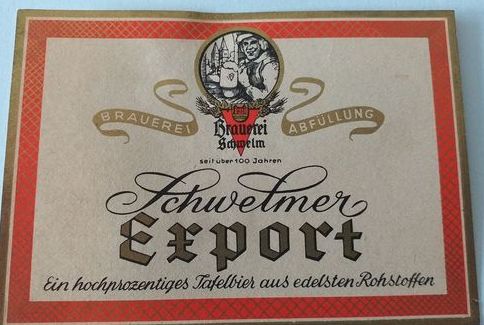 BRAUEREI ABFÜLLUNG
Brauerei
Schwelm
seit über 100 Jahren
Schwelmer
Export
Ein hochprozentiges Tafelbier aus edelsten Rohstoffen